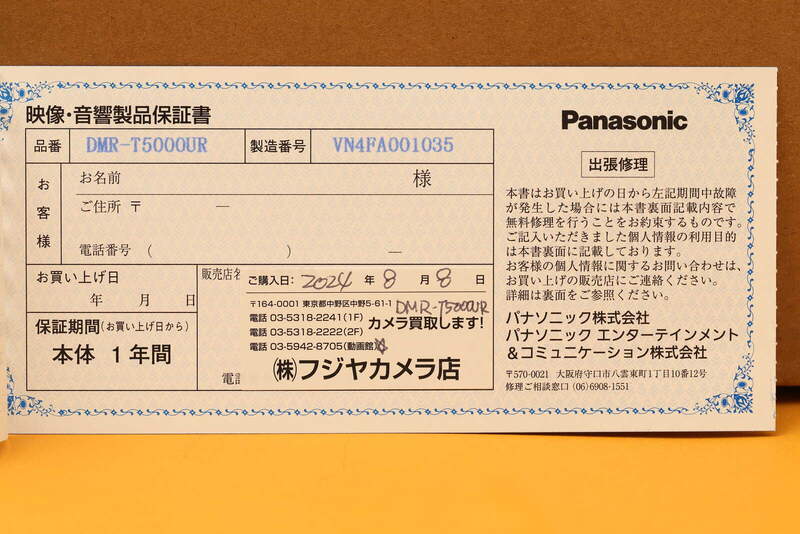 映像・音響製品保証書
品番 DMR-T5000UR 製造番号 VN4FA001035
お客様
お名前 様
ご住所 〒 ―
電話番号 ( ) ―
お買い上げ日
年 月 日
保証期間(お買い上げ日から)
本体 1年間
販売店名
ご購入日: 2024 年 8 月 8 日
〒164-0001 東京都中野区中野5-61-1
DMR-T5000UR
電話 03-5318-2241(1F)
電話 03-5318-2222(2F) カメラ買取します!
電話 03-5942-8705(動画館)
㈱フジヤカメラ店
電話
Panasonic
出張修理
本書はお買い上げの日から左記期間中故障
が発生した場合には本書裏面記載内容で
無料修理を行うことをお約束するものです。
ご記入いただきました個人情報の利用目的
は本書裏面に記載しております。
お客様の個人情報に関するお問い合わせは、
お買い上げの販売店にご連絡ください。
詳細は裏面をご参照ください。
パナソニック株式会社
パナソニック エンターテインメント
&コミュニケーション株式会社
〒570-0021 大阪府守口市八雲東町1丁目10番12号
修理ご相談窓口 (06)6908-1551